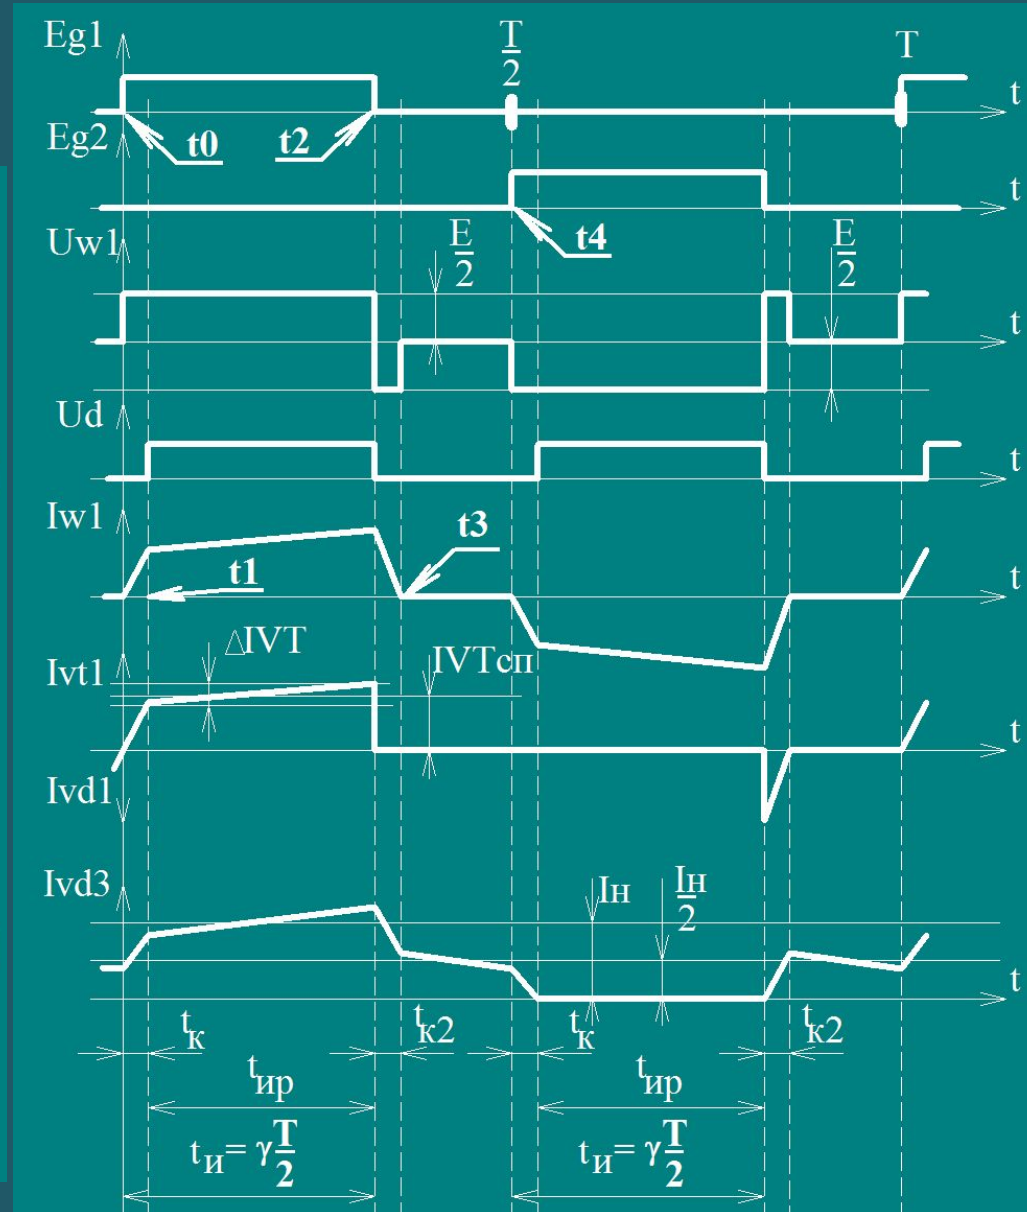 Eg1
T/2
T
t
Eg2
t0
t2
t
Uw1
t4
E/2
E/2
t
Ud
t
Iw1
t3
t1
t
△IVT
IVTсп
Ivt1
t
Ivd1
Ivd3
Iн
Iн/2
t
tк
tк2
tк
tк2
tир
tир
tи = γT/2
tи = γT/2